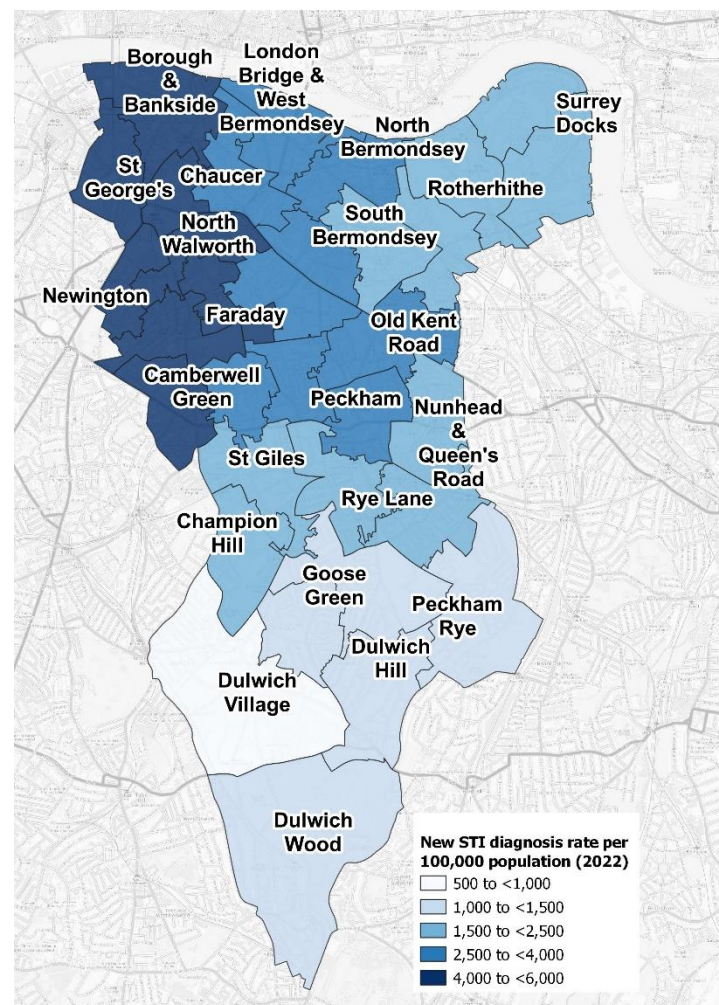 Borough
&
Bankside
London
Bridge &
West
Bermondsey
Surrey
Docks
North
Bermondsey
St
George's
Chaucer
Rotherhithe
South
Bermondsey
North
Walworth
Newington
Faraday
Old Kent
Road
Camberwell
Green
Peckham
Nunhead
&
Queen's
Road
St Giles
Rye Lane
Champion
Hill
Goose
Green
Peckham
Rye
Dulwich
Hill
Dulwich
Village
Dulwich
Wood
New STI diagnosis rate per
100,000 population (2022)
500 to <1,000
1,000 to <1,500
1,500 to <2,500
2,500 to <4,000
4,000 to <6,000